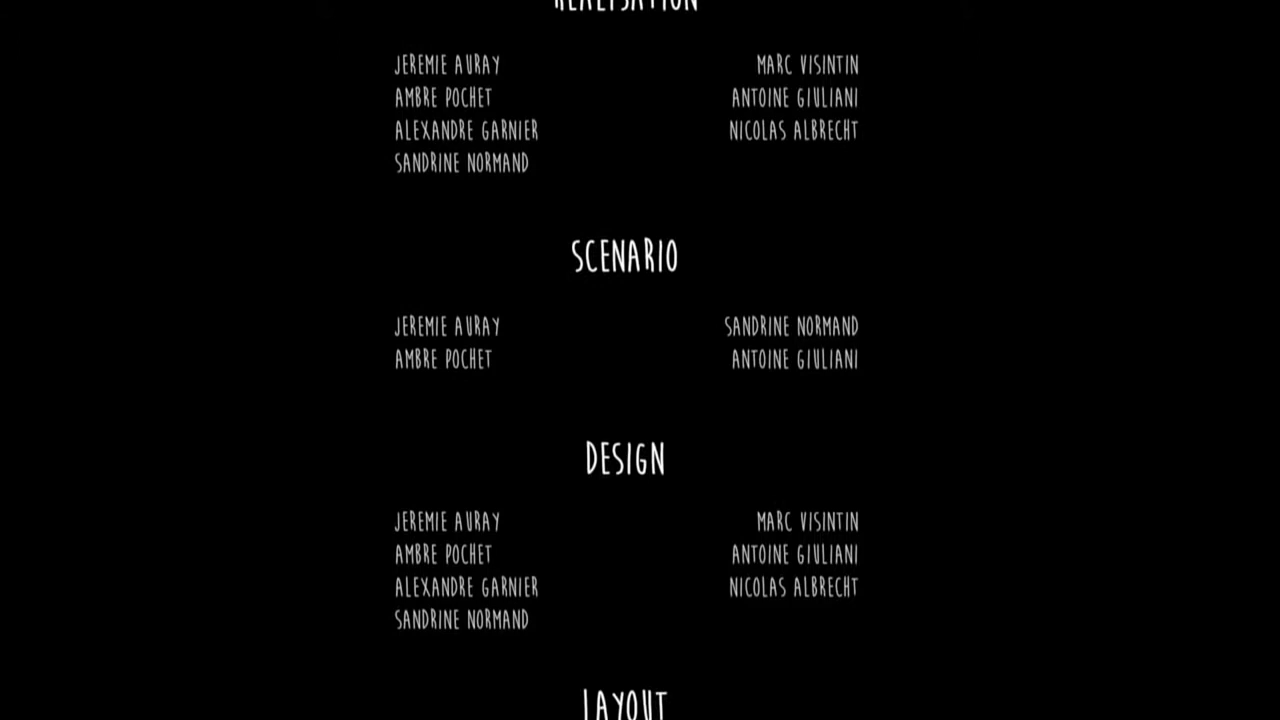 REALISATION
JEREMIE AURAY MARC VISINTIN
AMBRE POCHET ANTOINE GIULIANI
ALEXANDRE GARNIER NICOLAS ALBRECHT
SANDRINE NORMAND
SCENARIO
JEREMIE AURAY SANDRINE NORMAND
AMBRE POCHET ANTOINE GIULIANI
DESIGN
JEREMIE AURAY MARC VISINTIN
AMBRE POCHET ANTOINE GIULIANI
ALEXANDRE GARNIER NICOLAS ALBRECHT
SANDRINE NORMAND
LAYOUT